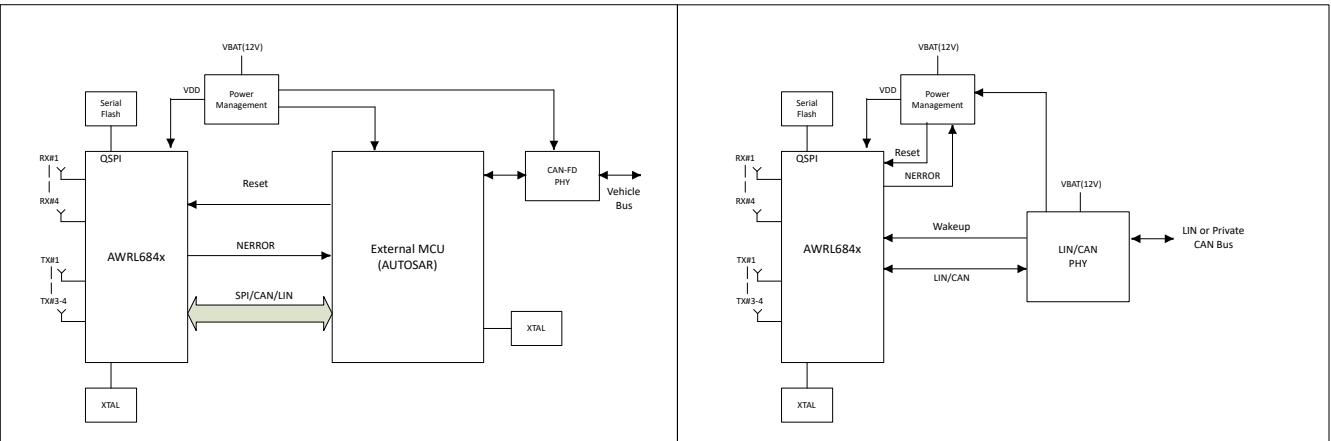 VBAT(12V)
Power
Management
VDD
Serial
Flash
QSPI
RX#1
RX#4
TX#1
TX#3-4
AWRL684x
Reset
NERROR
SPI/CAN/LIN
External MCU
(AUTOSAR)
CAN-FD
PHY
Vehicle
Bus
XTAL
XTAL
VBAT(12V)
Power
Management
VDD
Serial
Flash
QSPI
Reset
NERROR
RX#1
RX#4
TX#1
TX#3-4
AWRL684x
Wakeup
LIN/CAN
VBAT(12V)
LIN/CAN
PHY
LIN or Private
CAN Bus
XTAL